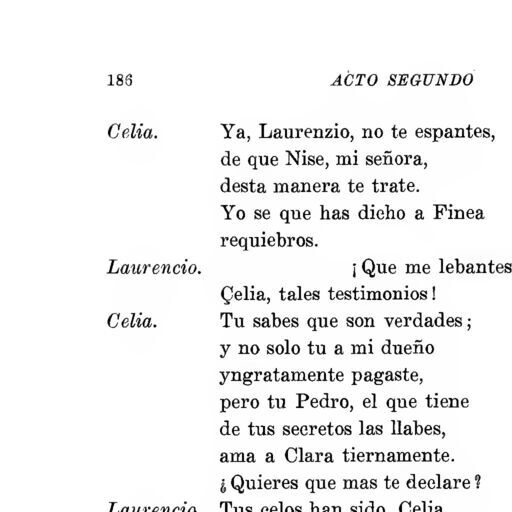 186 ACTO SEGUNDO
Celia. Ya, Laurenzio, no te espantes,
de que Nise, mi señora,
desta manera te trate.
Yo se que has dicho a Finea
requiebros.
Laurencio. ¡Que me lebantes
Çelia, tales testimonios!
Celia. Tu sabes que son verdades;
y no solo tu a mi dueño
yngratamente pagaste,
pero tu Pedro, el que tiene
de tus secretos las llabes,
ama a Clara tiernamente.
¿Quieres que mas te declare?
Laurencio. Tus celos han sido, Celia